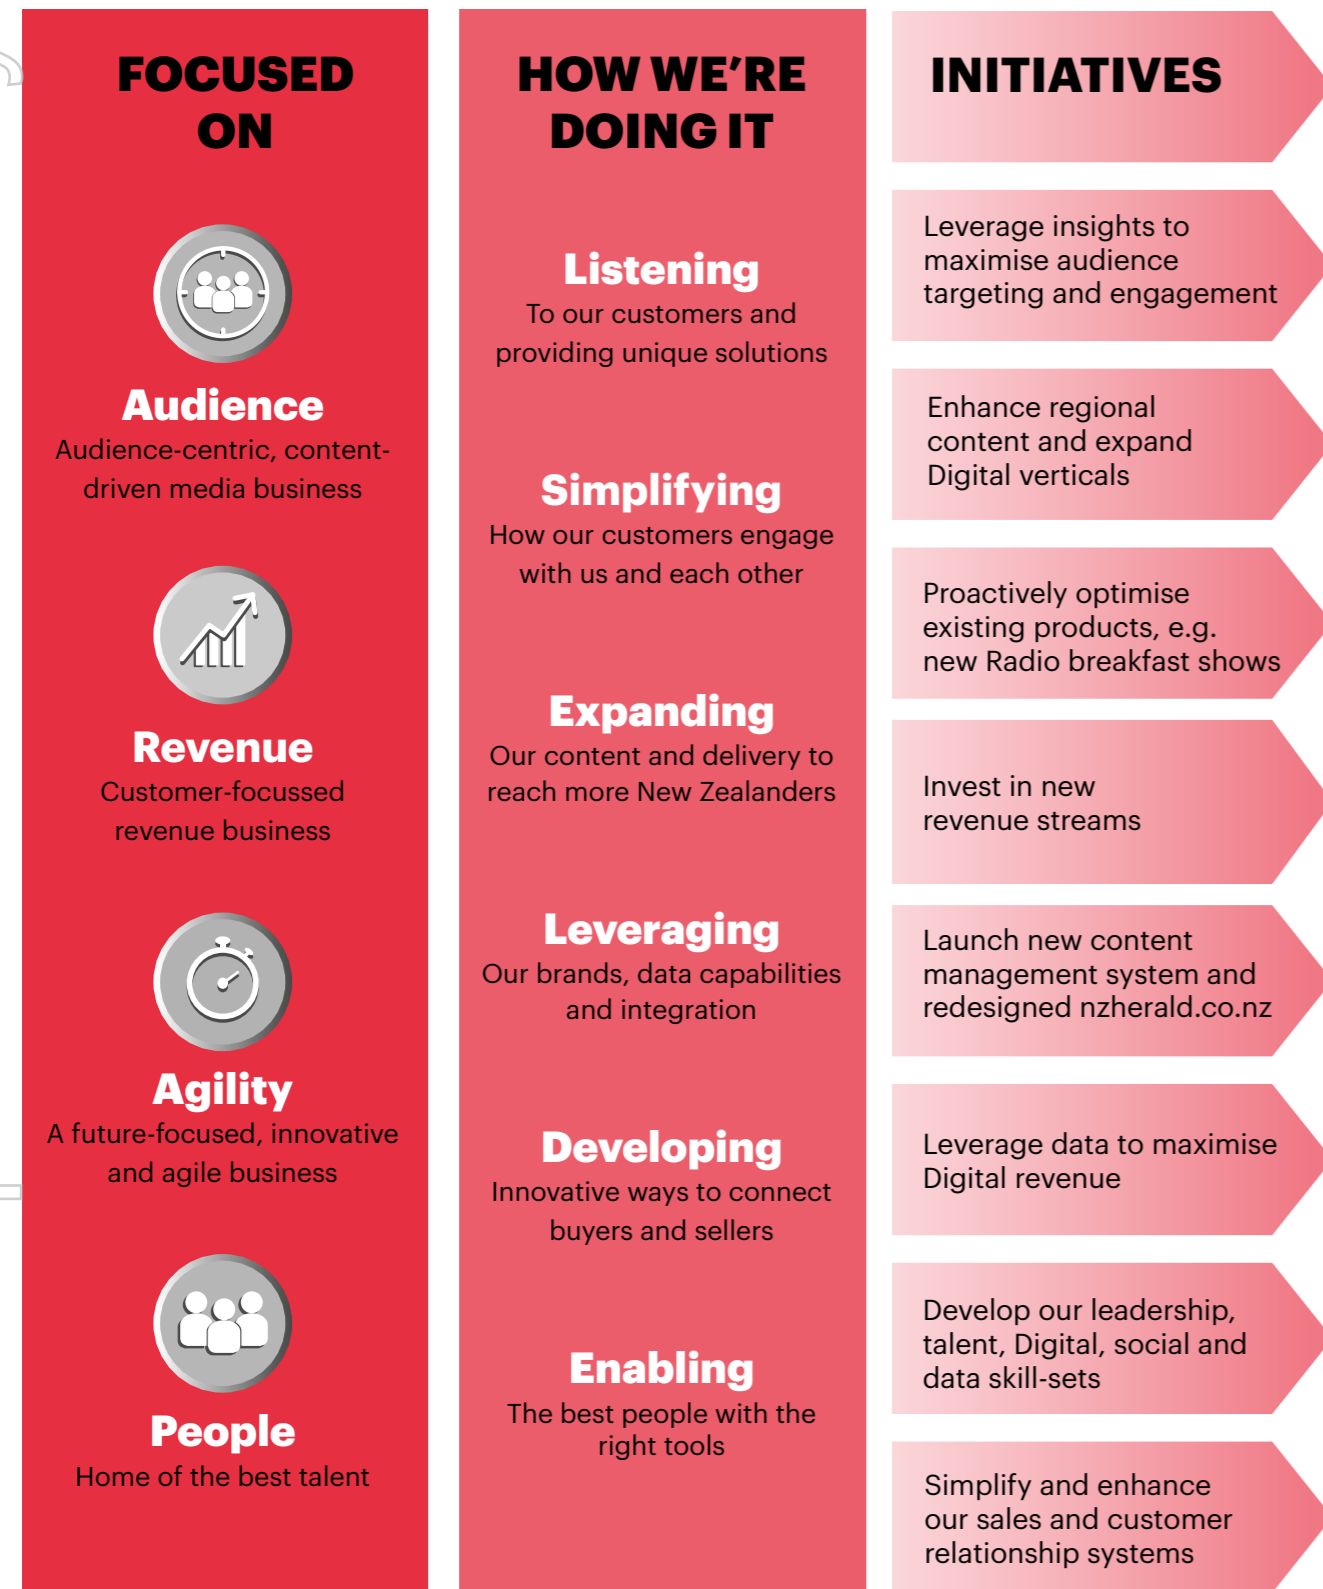 FOCUSED
ON
Audience
Audience-centric, content-
driven media business
Revenue
Customer-focussed
revenue business
Agility
A future-focused, innovative
and agile business
People
Home of the best talent
HOW WE’RE
DOING IT
Listening
To our customers and
providing unique solutions
Simplifying
How our customers engage
with us and each other
Expanding
Our content and delivery to
reach more New Zealanders
Leveraging
Our brands, data capabilities
and integration
Developing
Innovative ways to connect
buyers and sellers
Enabling
The best people with the
right tools
INITIATIVES
Leverage insights to
maximise audience
targeting and engagement
Enhance regional
content and expand
Digital verticals
Proactively optimise
existing products, e.g.
new Radio breakfast shows
Invest in new
revenue streams
Launch new content
management system and
redesigned nzherald.co.nz
Leverage data to maximise
Digital revenue
Develop our leadership,
talent, Digital, social and
data skill-sets
Simplify and enhance
our sales and customer
relationship systems